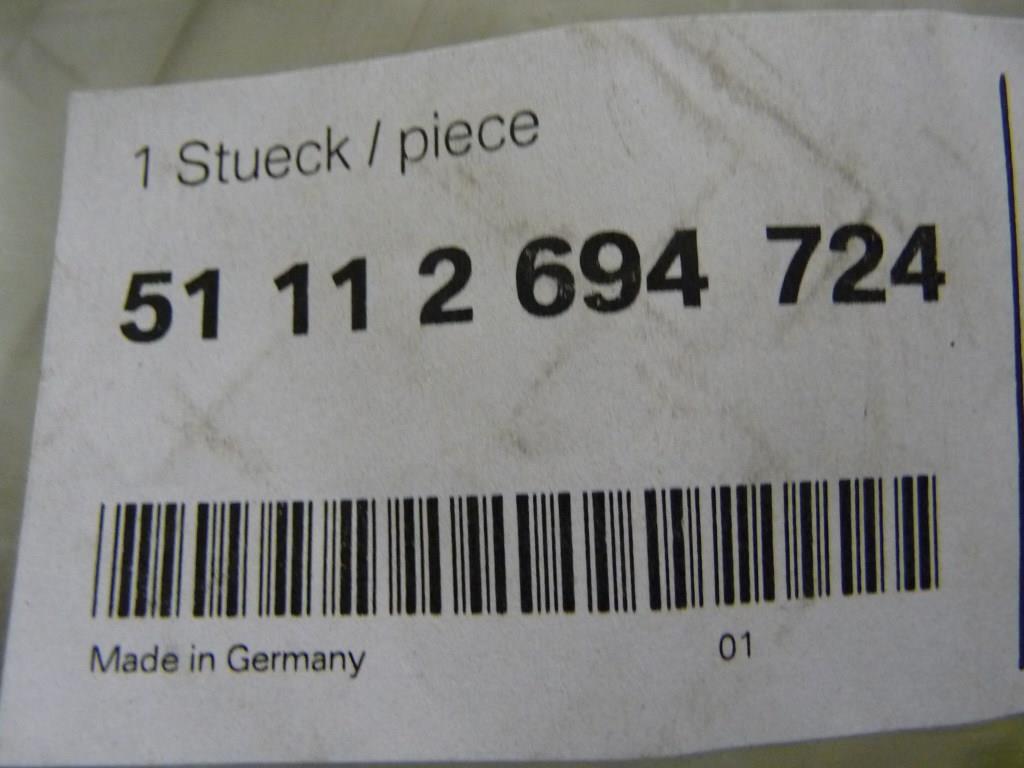 1 Stueck / piece
51 11 2 694 724
Made in Germany 01